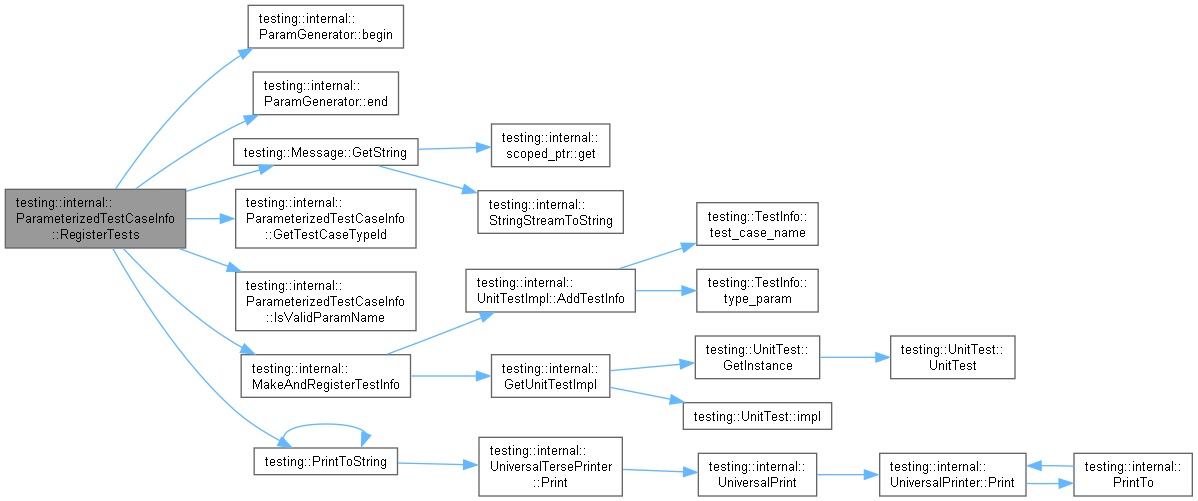 testing::internal::
ParamGenerator::begin
testing::internal::
ParamGenerator::end
testing::Message::GetString
testing::internal::
scoped_ptr::get
testing::internal::
StringStreamToString
testing::internal::
ParameterizedTestCaseInfo
::RegisterTests
testing::internal::
ParameterizedTestCaseInfo
::GetTestCaseTypeId
testing::internal::
ParameterizedTestCaseInfo
::IsValidParamName
testing::TestInfo::
test_case_name
testing::internal::
UnitTestImpl::AddTestInfo
testing::TestInfo::
type_param
testing::internal::
MakeAndRegisterTestInfo
testing::internal::
GetUnitTestImpl
testing::UnitTest::
GetInstance
testing::UnitTest::
UnitTest
testing::UnitTest::impl
testing::PrintToString
testing::internal::
UniversalTersePrinter
::Print
testing::internal::
UniversalPrint
testing::internal::
UniversalPrinter::Print
testing::internal::
PrintTo